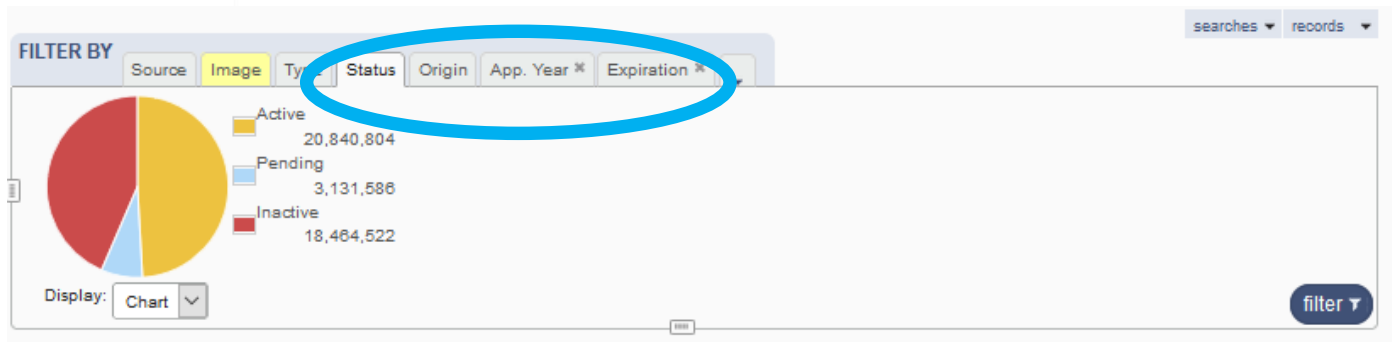 searches records
FILTER BY
Source Image Status Origin App. Year Expiration
Active
20,840,804
Pending
3,131,586
Inactive
18,464,522
Display: Chart
filter